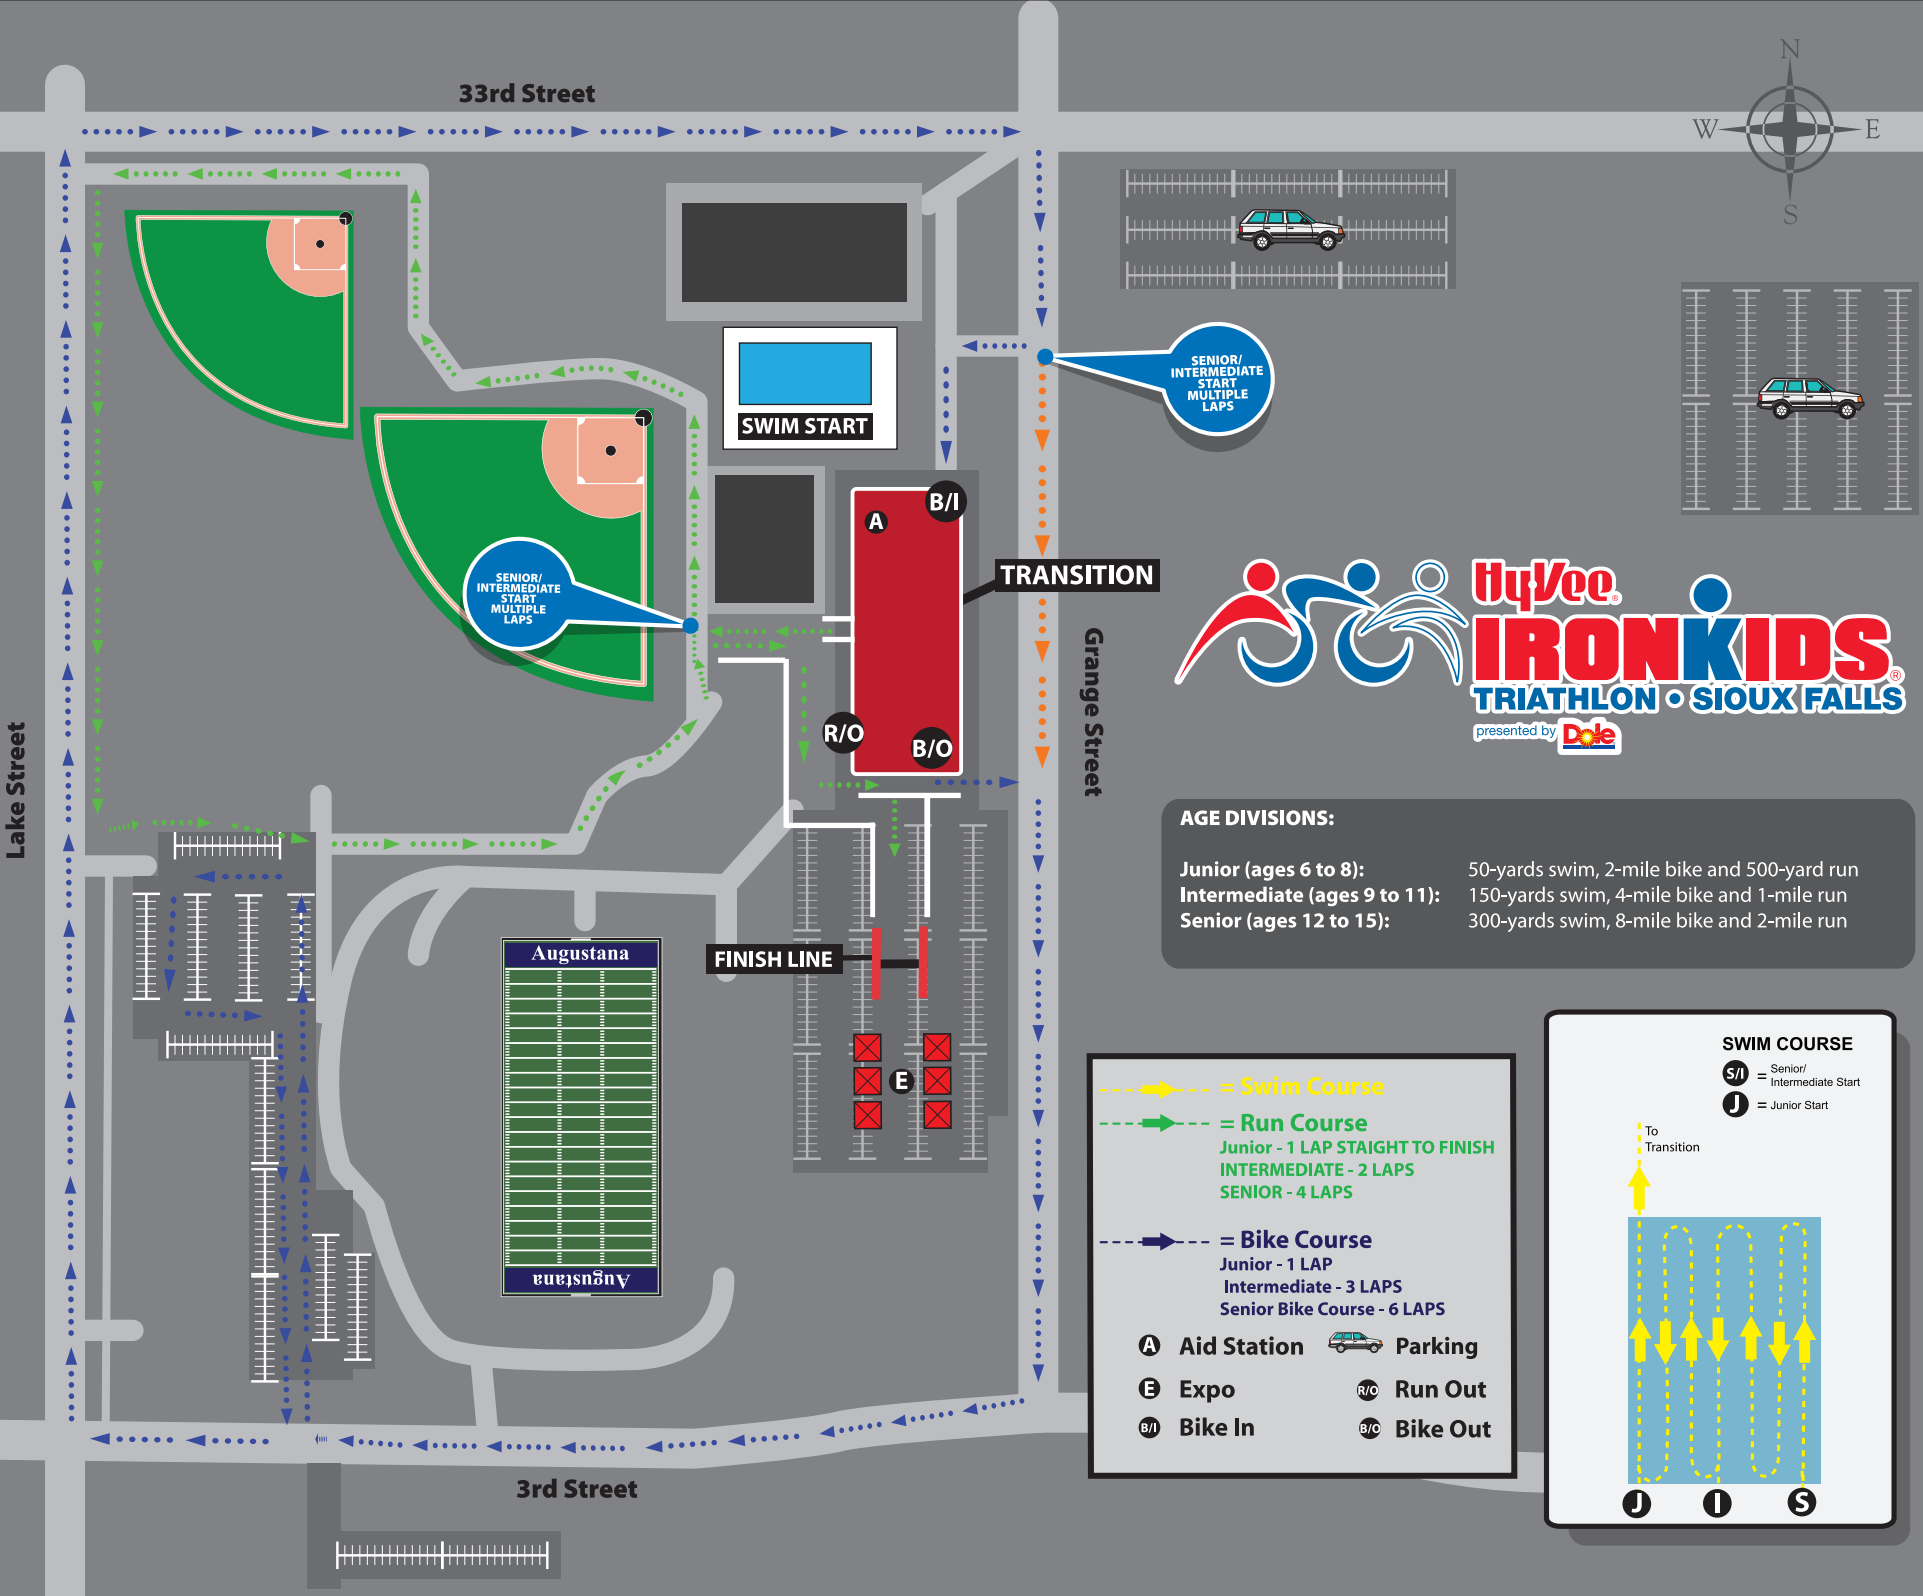 33rd Street
N
W
E
S
SENIOR/
INTERMEDIATE
START
MULTIPLE
LAPS
SWIM START
B/I
A
TRANSITION
SENIOR/
INTERMEDIATE
START
MULTIPLE
LAPS
R/O
B/O
Grange Street
Lake Street
HyVee®
IRONKIDS®
TRIATHLON • SIOUX FALLS
presented by Dole
AGE DIVISIONS:
Junior (ages 6 to 8): 50-yards swim, 2-mile bike and 500-yard run
Intermediate (ages 9 to 11): 150-yards swim, 4-mile bike and 1-mile run
Senior (ages 12 to 15): 300-yards swim, 8-mile bike and 2-mile run
Augustana
FINISH LINE
E
Augustana
3rd Street
= Swim Course
= Run Course
Junior - 1 LAP STAIGHT TO FINISH
INTERMEDIATE - 2 LAPS
SENIOR - 4 LAPS
= Bike Course
Junior - 1 LAP
Intermediate - 3 LAPS
Senior Bike Course - 6 LAPS
A Aid Station
Parking
E Expo
R/O Run Out
B/I Bike In
B/O Bike Out
SWIM COURSE
S/I = Senior/
Intermediate Start
J = Junior Start
To
Transition
J
I
S